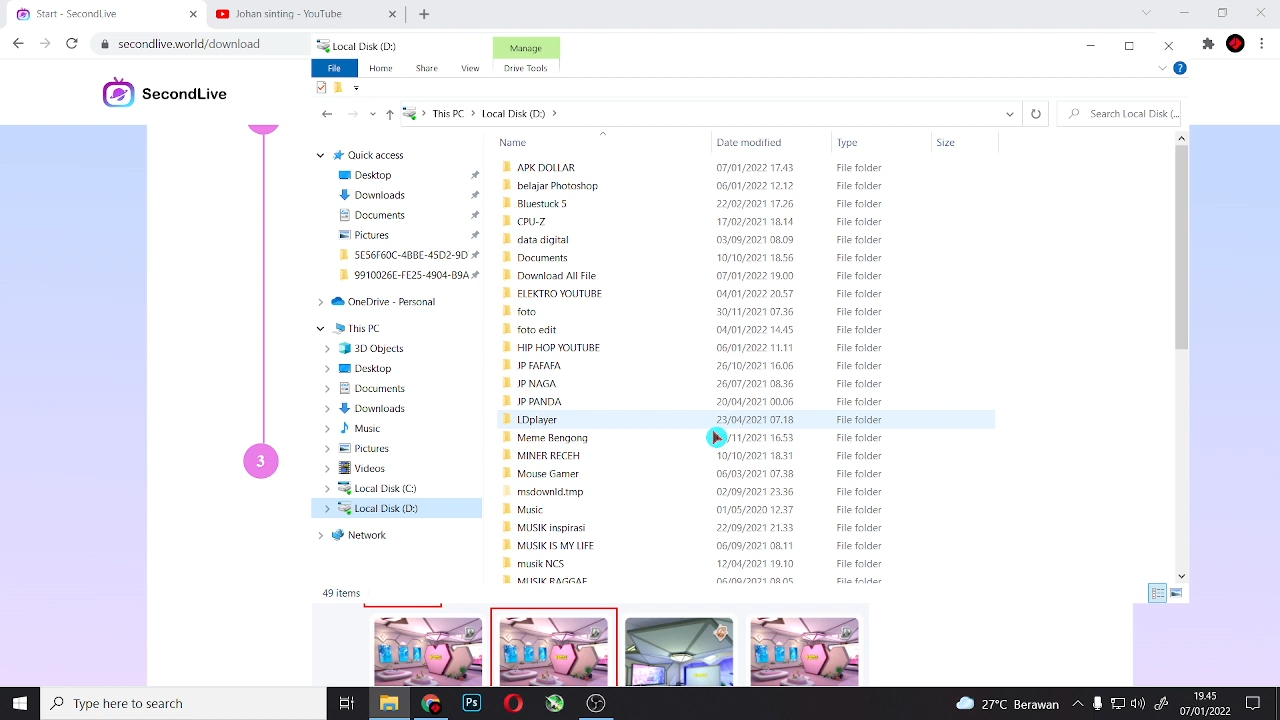 Start - SecondLive
Johan sinting - YouTube
secondlive.world/download
Local Disk (D:)
Manage
File
Home
Share
View
Drive Tools
This PC
Local Disk (D:)
Search Local Disk (...
SecondLive
3
Quick access
Desktop
Downloads
Documents
Pictures
5E56F60C-4BBE-45D2-9D
9910026E-FE25-4904-B9A
OneDrive - Personal
This PC
3D Objects
Desktop
Documents
Downloads
Music
Pictures
Videos
Local Disk (C:)
Local Disk (D:)
Network
Name Date modified Type Size
APK DOLLAR 07/01/2022 17.43 File folder
belajar Photoshop 06/01/2022 12.12 File folder
Bluestuck 5 22/02/2021 17.26 File folder
CPU-Z 17/02/2021 18.14 File folder
data digital 03/09/2021 08.09 File folder
Documents 10/10/2021 18.56 File folder
Download All File 07/01/2022 19.00 File folder
ELEKTRO YOUTUBE 04/01/2022 20.57 File folder
foto 30/11/2021 07.36 File folder
foto edit 04/01/2022 14.45 File folder
HIP HOP YOUTUBE 06/01/2022 11.11 File folder
JP FAFAFA 26/10/2021 16.06 File folder
JP NAGA 26/07/2021 08.36 File folder
JP PANDA 20/04/2021 00.06 File folder
LDplayer 23/04/2021 07.18 File folder
Meme Bengong /11/2021 16.53 File folder
MINER RECEH 10/10/2021 18.31 File folder
Mouse Gamer 06/03/2021 07.38 File folder
msdownld.tmp 02/09/2021 23.36 File folder
Music 01/05/2020 12.37 File folder
MUSIK inspirasi 22/09/2021 21.33 File folder
MUSIK IS MY LIFE 06/09/2021 08.11 File folder
musik NCS 12/04/2021 19.10 File folder
MUSIK RAGGAE 06/09/2021 08.05 File folder
49 items
Type here to search
27°C Berawan
19.45
07/01/2022